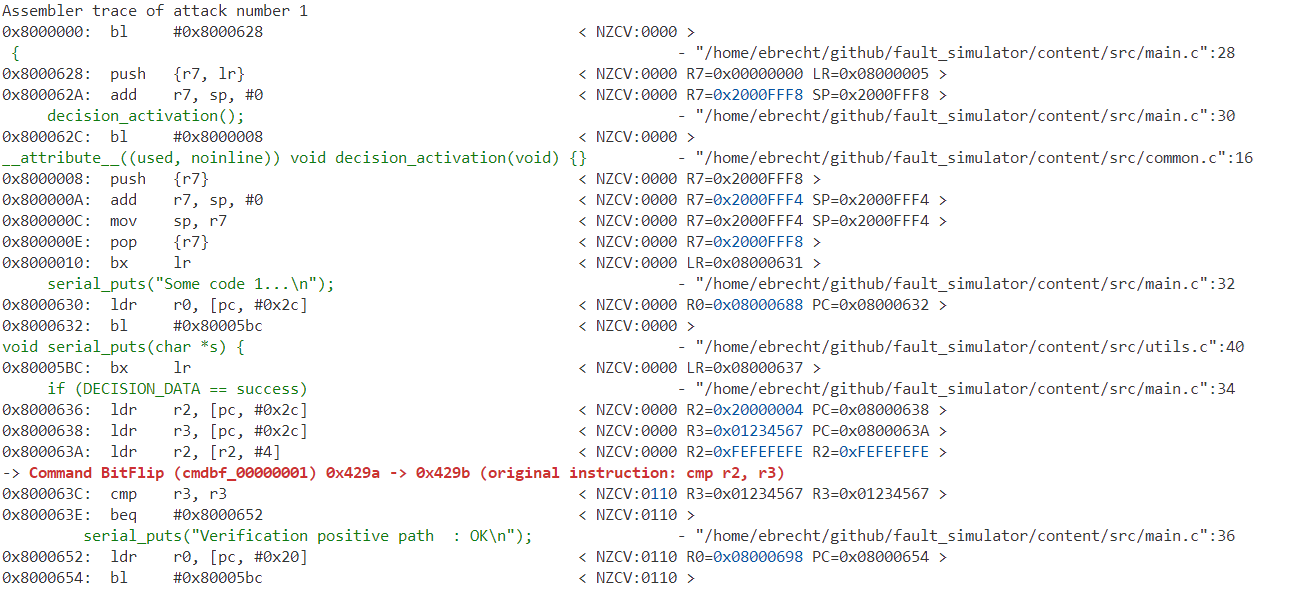 Assembler trace of attack number 1
0x8000000:  bl     #0x8000628                                   < NZCV:0000 >
 {                                                                         - "/home/ebrecht/github/fault_simulator/content/src/main.c":28
0x8000628:  push   {r7, lr}                                     < NZCV:0000 R7=0x00000000 LR=0x08000005 >
0x800062A:  add    r7, sp, #0                                   < NZCV:0000 R7=0x2000FFF8 SP=0x2000FFF8 >
     decision_activation();                                                - "/home/ebrecht/github/fault_simulator/content/src/main.c":30
0x800062C:  bl     #0x8000008                                   < NZCV:0000 >
__attribute__((used, noinline)) void decision_activation(void) {}          - "/home/ebrecht/github/fault_simulator/content/src/common.c":16
0x8000008:  push   {r7}                                         < NZCV:0000 R7=0x2000FFF8 >
0x800000A:  add    r7, sp, #0                                   < NZCV:0000 R7=0x2000FFF4 SP=0x2000FFF4 >
0x800000C:  mov    sp, r7                                       < NZCV:0000 R7=0x2000FFF4 SP=0x2000FFF4 >
0x800000E:  pop    {r7}                                         < NZCV:0000 R7=0x2000FFF8 >
0x8000010:  bx     lr                                           < NZCV:0000 LR=0x08000631 >
     serial_puts("Some code 1...\n");                                      - "/home/ebrecht/github/fault_simulator/content/src/main.c":32
0x8000630:  ldr    r0, [pc, #0x2c]                              < NZCV:0000 R0=0x08000688 PC=0x08000632 >
0x8000632:  bl     #0x80005bc                                   < NZCV:0000 >
void serial_puts(char *s) {                                                - "/home/ebrecht/github/fault_simulator/content/src/utils.c":40
0x80005BC:  bx     lr                                           < NZCV:0000 LR=0x08000637 >
     if (DECISION_DATA == success)                                         - "/home/ebrecht/github/fault_simulator/content/src/main.c":34
0x8000636:  ldr    r2, [pc, #0x2c]                              < NZCV:0000 R2=0x20000004 PC=0x08000638 >
0x8000638:  ldr    r3, [pc, #0x2c]                              < NZCV:0000 R3=0x01234567 PC=0x0800063A >
0x800063A:  ldr    r2, [r2, #4]                                 < NZCV:0000 R2=0xFEFEFEFE R2=0xFEFEFEFE >
-> Command BitFlip (cmdbf_00000001) 0x429a -> 0x429b (original instruction: cmp r2, r3)
0x800063C:  cmp    r3, r3                                       < NZCV:0110 R3=0x01234567 R3=0x01234567 >
0x800063E:  beq    #0x8000652                                   < NZCV:0110 >
         serial_puts("Verification positive path  : OK\n");                - "/home/ebrecht/github/fault_simulator/content/src/main.c":36
0x8000652:  ldr    r0, [pc, #0x20]                              < NZCV:0110 R0=0x08000698 PC=0x08000654 >
0x8000654:  bl     #0x80005bc                                   < NZCV:0110 >